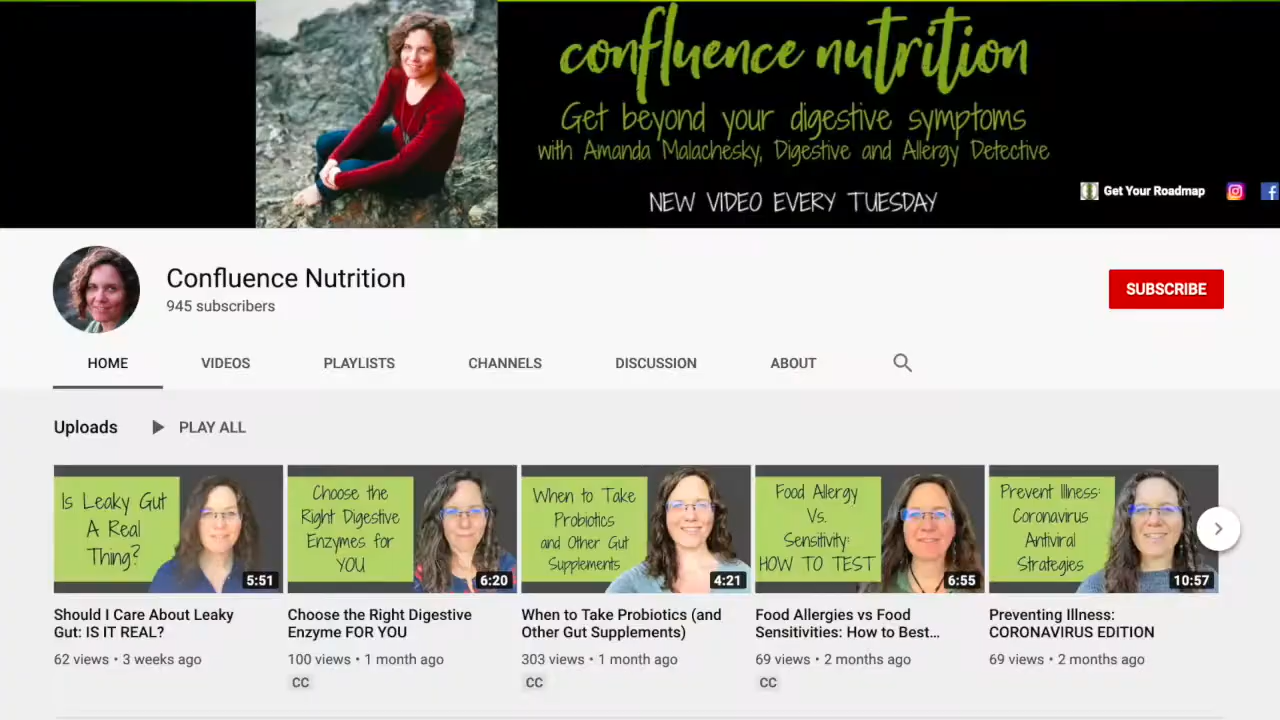 confluence nutrition
Get beyond your digestive symptoms
with Amanda Malachesky, Digestive and Allergy Detective
NEW VIDEO EVERY TUESDAY
Get Your Roadmap
Confluence Nutrition
945 subscribers
SUBSCRIBE
HOME VIDEOS PLAYLISTS CHANNELS DISCUSSION ABOUT
Uploads PLAY ALL
Is Leaky Gut
A Real
Thing?
5:51
Should I Care About Leaky
Gut: IS IT REAL?
62 views • 3 weeks ago
Choose the
Right Digestive
Enzymes for
YOU
6:20
Choose the Right Digestive
Enzyme FOR YOU
100 views • 1 month ago
CC
When to Take
Probiotics
and Other Gut
Supplements
4:21
When to Take Probiotics (and
Other Gut Supplements)
303 views • 1 month ago
CC
Food Allergy
Vs.
Sensitivity:
HOW TO TEST
6:55
Food Allergies vs Food
Sensitivities: How to Best...
69 views • 2 months ago
CC
Prevent Illness:
Coronavirus
Antiviral
Strategies
10:57
Preventing Illness:
CORONAVIRUS EDITION
69 views • 2 months ago